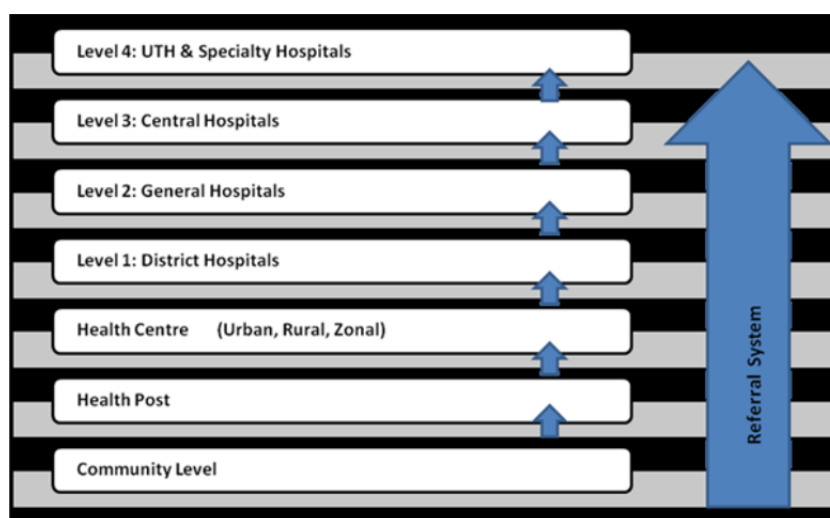 Level 4: UTH & Specialty Hospitals
Level 3: Central Hospitals
Level 2: General Hospitals
Level 1: District Hospitals
Health Centre (Urban, Rural, Zonal)
Health Post
Community Level
Referral System